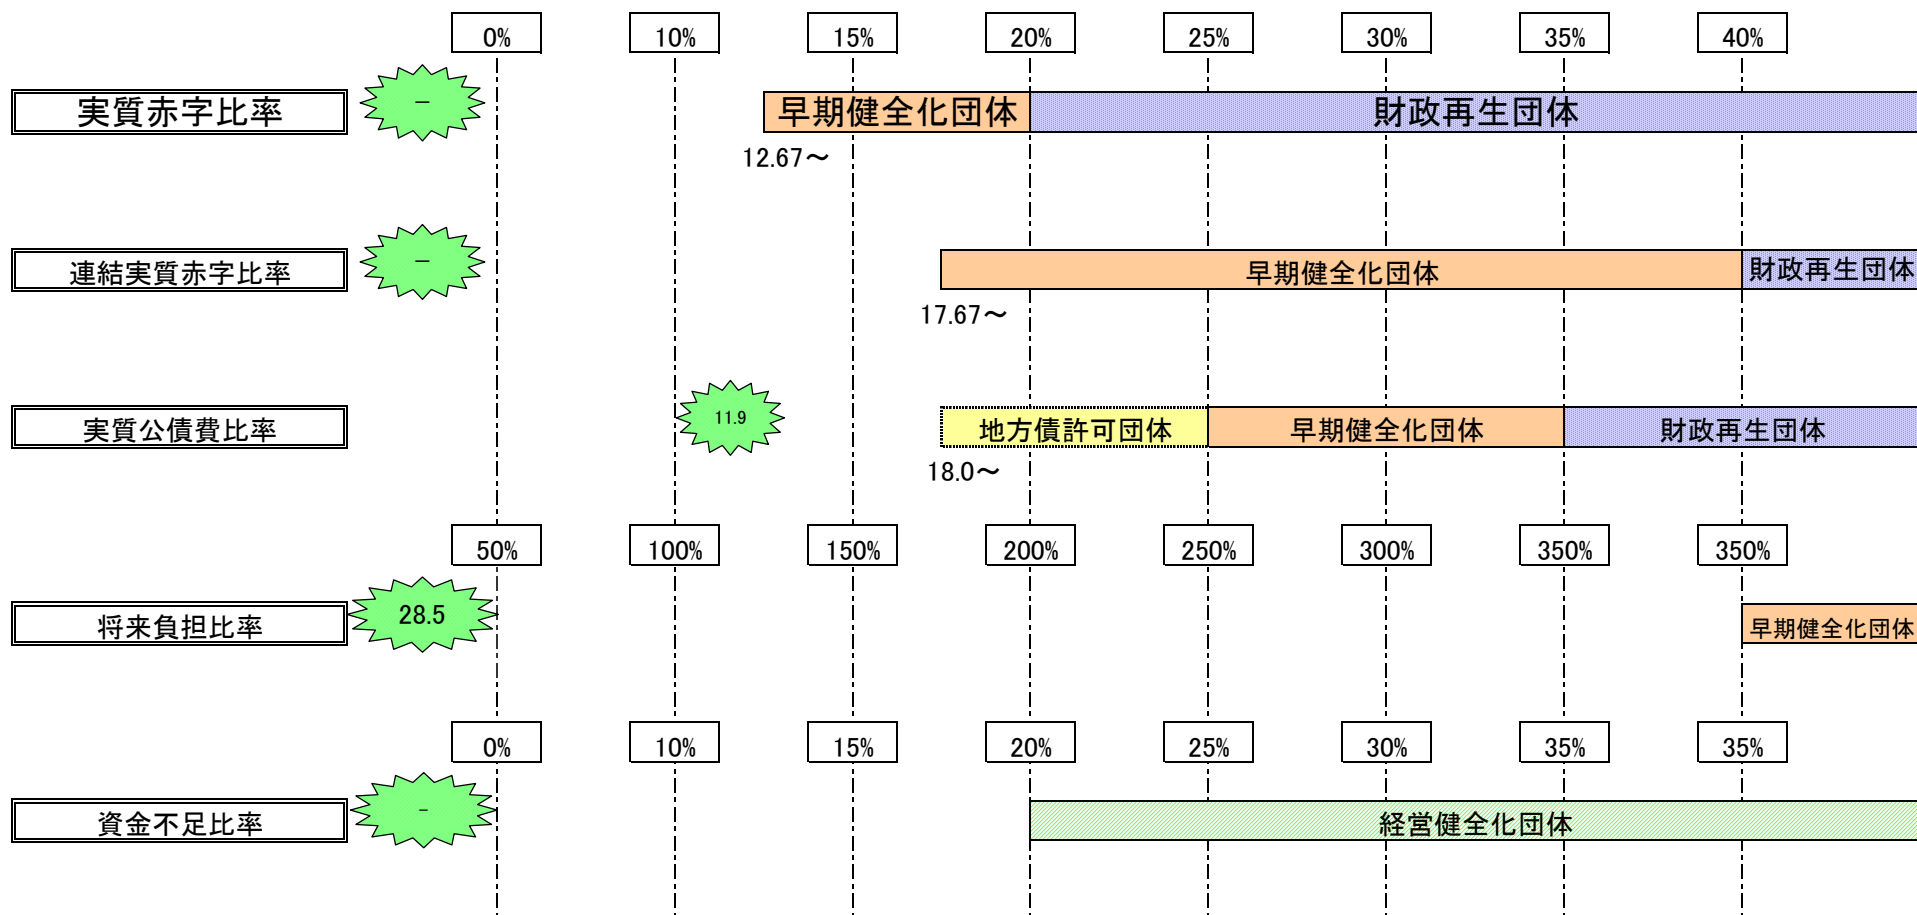 0% 10% 15% 20% 25% 30% 35% 40%
実質赤字比率 － 早期健全化団体 財政再生団体
12.67～
連結実質赤字比率 － 早期健全化団体 財政再生団体
17.67～
実質公債費比率 11.9 地方債許可団体 早期健全化団体 財政再生団体
18.0～
50% 100% 150% 200% 250% 300% 350% 350%
将来負担比率 28.5 早期健全化団体
0% 10% 15% 20% 25% 30% 35% 35%
資金不足比率 - 経営健全化団体